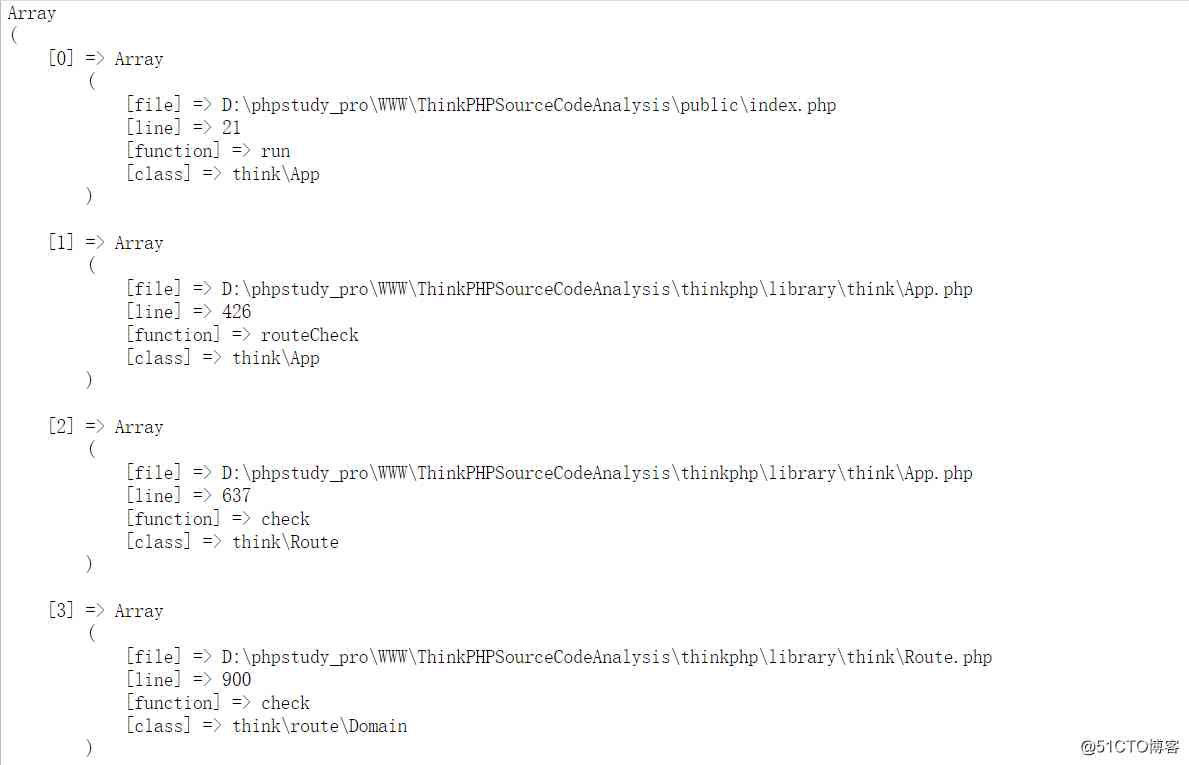 Array
(
    [0] => Array
        (
            [file] => D:\phpstudy_pro\WWW\ThinkPHPSourceCodeAnalysis\public\index.php
            [line] => 21
            [function] => run
            [class] => think\App
        )

    [1] => Array
        (
            [file] => D:\phpstudy_pro\WWW\ThinkPHPSourceCodeAnalysis\thinkphp\library\think\App.php
            [line] => 426
            [function] => routeCheck
            [class] => think\App
        )

    [2] => Array
        (
            [file] => D:\phpstudy_pro\WWW\ThinkPHPSourceCodeAnalysis\thinkphp\library\think\App.php
            [line] => 637
            [function] => check
            [class] => think\Route
        )

    [3] => Array
        (
            [file] => D:\phpstudy_pro\WWW\ThinkPHPSourceCodeAnalysis\thinkphp\library\think\Route.php
            [line] => 900
            [function] => check
            [class] => think\route\Domain
        )
@51CTO博客